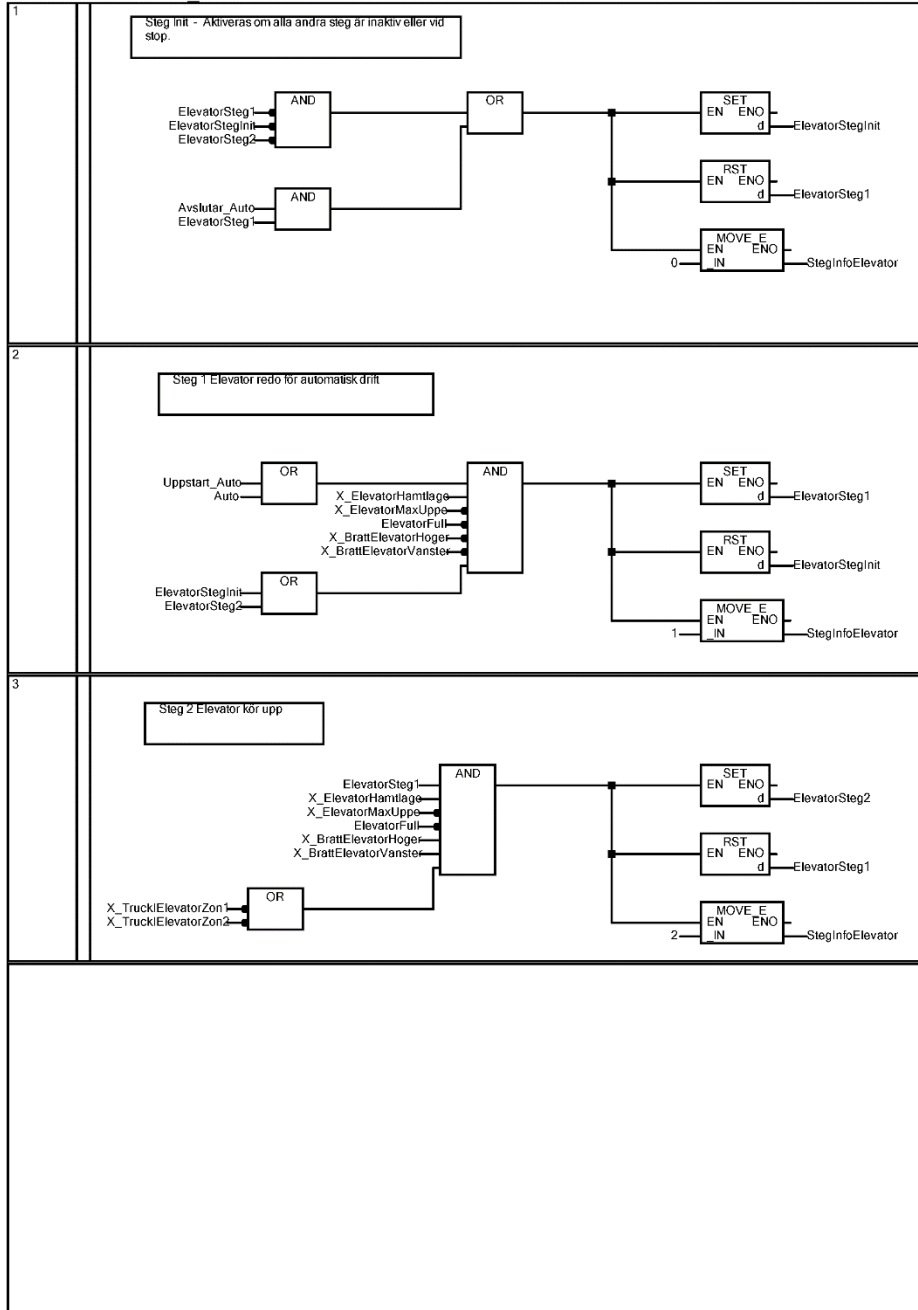 1
Steg Init - Aktiveras om alla andra steg är inaktiv eller vid
stop.
AND
ElevatorSteg1
ElevatorStegInit
ElevatorSteg2
OR
SET
EN ENO
d
ElevatorStegInit
AND
Avslutar_Auto
ElevatorSteg1
RST
EN ENO
d
ElevatorSteg1
MOVE_E
EN ENO
0
_IN
StegInfoElevator
2
Steg 1 Elevator redo för automatisk drift
OR
Uppstart_Auto
Auto
AND
X_ElevatorHamtlage
X_ElevatorMaxUppe
ElevatorFull
X_BrattElevatorHoger
X_BrattElevatorVanster
SET
EN ENO
d
ElevatorSteg1
OR
ElevatorStegInit
ElevatorSteg2
RST
EN ENO
d
ElevatorStegInit
MOVE_E
EN ENO
1
_IN
StegInfoElevator
3
Steg 2 Elevator kör upp
AND
ElevatorSteg1
X_ElevatorHamtlage
X_ElevatorMaxUppe
ElevatorFull
X_BrattElevatorHoger
X_BrattElevatorVanster
SET
EN ENO
d
ElevatorSteg2
RST
EN ENO
d
ElevatorSteg1
OR
X_TruckIElevatorZon1
X_TruckIElevatorZon2
MOVE_E
EN ENO
2
_IN
StegInfoElevator